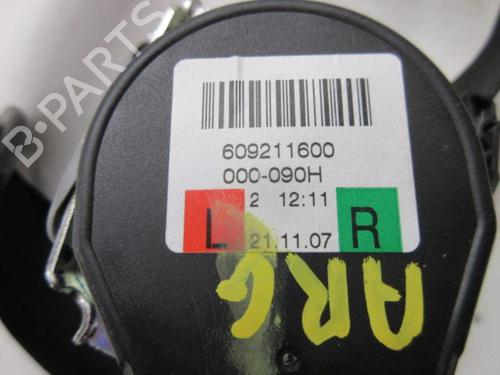 B-PARTS
609211600
000-090H
L 2 12:11 R
21.11.07
ARG